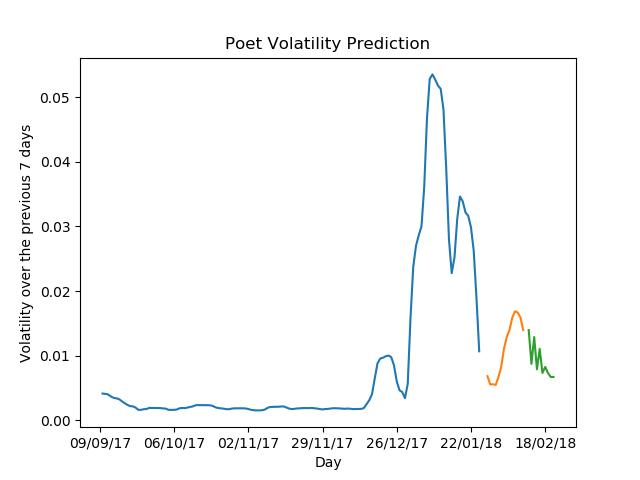 Poet Volatility Prediction
Volatility over the previous 7 days
0.05
0.04
0.03
0.02
0.01
0.00
09/09/17 06/10/17 02/11/17 29/11/17 26/12/17 22/01/18 18/02/18
Day